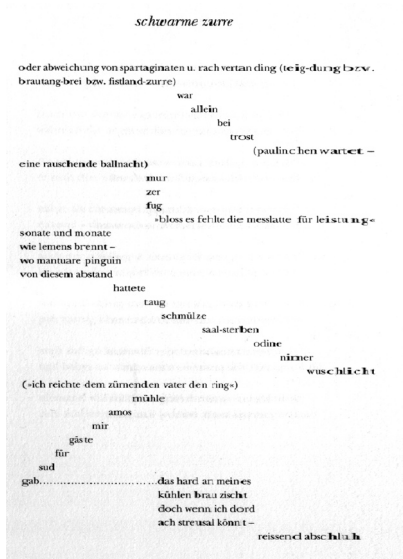 schwarme zurre
oder abweichung von spartaginaten u. rach vertan ding (teig-dung bzw.
brautang-brei bzw. fistland-zurre)
war
allein
bei
trost
(paulinchen wartet –
eine rauschende ballnacht)
mur
zer
fug
»bloss es fehlte die messlatte für leistung«
sonate und monate
wie lemens brennt –
wo mantuare pinguin
von diesem abstand
hattete
taug
schmülze
saal-sterben
odine
nirner
wuschlicht
(»ich reichte dem zürnenden vater den ring«)
mühle
amos
mir
gäste
für
sud
gab................................das hard an meines
kühlen brau zischt
doch wenn ich dord
ach streusal könnt –
reissend abschluh